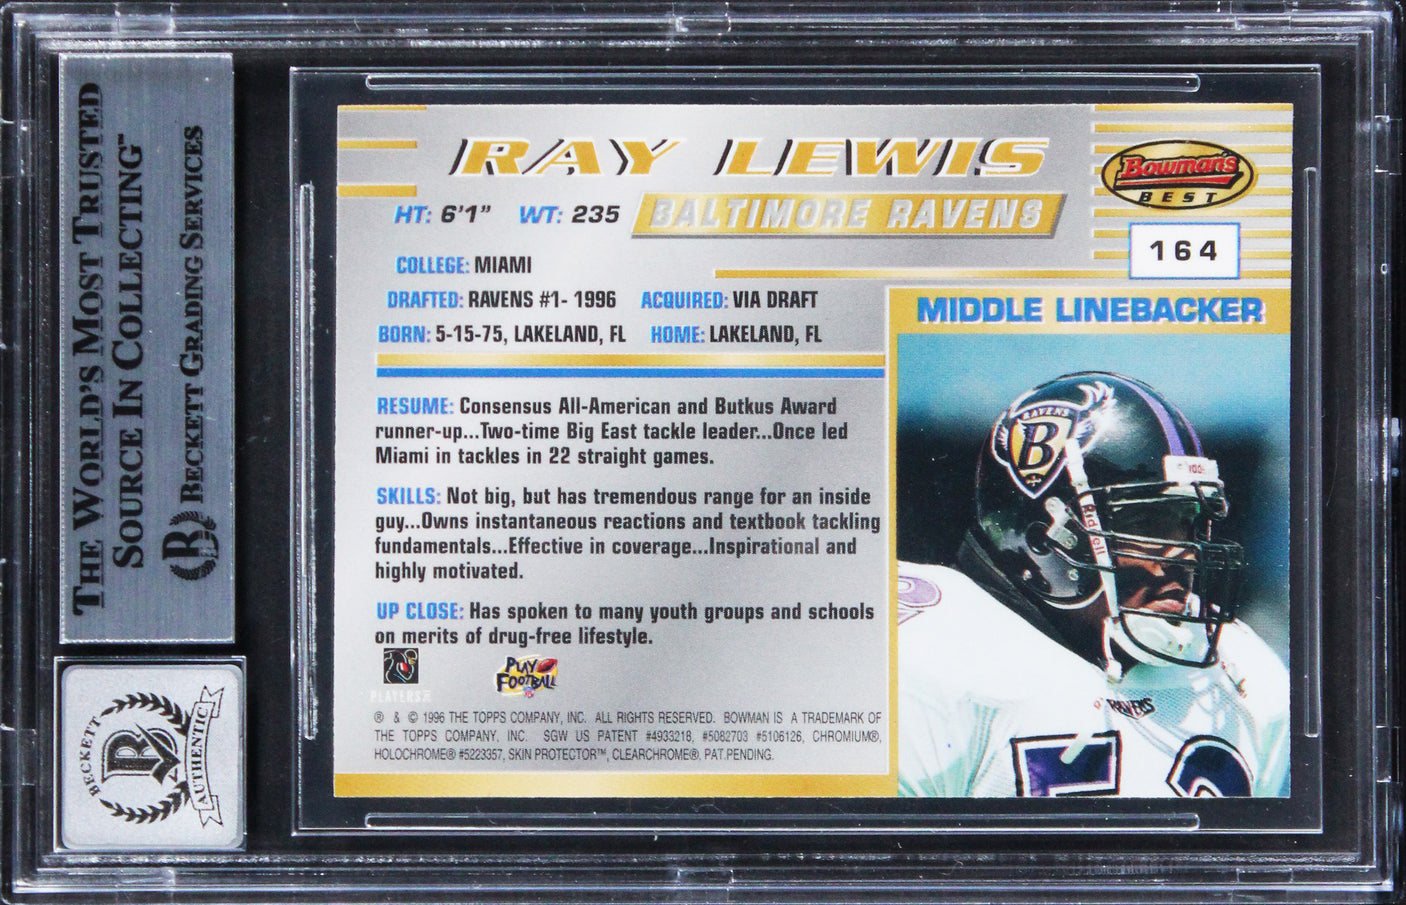 THE WORLD'S MOST TRUSTED
SOURCE IN COLLECTING™
BECKETT GRADING SERVICES
BECKETT
AUTHENTIC
RAY LEWIS
HT: 6'1" WT: 235
BALTIMORE RAVENS
Bowman's
BEST
164
COLLEGE: MIAMI
DRAFTED: RAVENS #1- 1996 ACQUIRED: VIA DRAFT
BORN: 5-15-75, LAKELAND, FL HOME: LAKELAND, FL
MIDDLE LINEBACKER
RESUME: Consensus All-American and Butkus Award
runner-up...Two-time Big East tackle leader...Once led
Miami in tackles in 22 straight games.
SKILLS: Not big, but has tremendous range for an inside
guy...Owns instantaneous reactions and textbook tackling
fundamentals...Effective in coverage...Inspirational and
highly motivated.
UP CLOSE: Has spoken to many youth groups and schools
on merits of drug-free lifestyle.
PLAYERS INC
PLAY
FOOTBALL
® & © 1996 THE TOPPS COMPANY, INC. ALL RIGHTS RESERVED. BOWMAN IS A TRADEMARK OF
THE TOPPS COMPANY, INC. SGW US PATENT #4933218, #5082703 #5106126, CHROMIUM®,
HOLOCHROME® #5223357, SKIN PROTECTOR™, CLEARCHROME®, PAT.PENDING.
RAVENS
B
Riddell
RAVENS